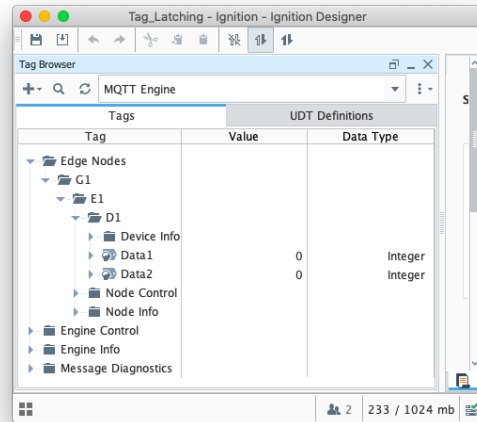 Tag_Latching - Ignition - Ignition Designer
Tag Browser
MQTT Engine
Tags UDT Definitions
Tag Value Data Type
Edge Nodes
G1
E1
D1
Device Info
Data1 0 Integer
Data2 0 Integer
Node Control
Node Info
Engine Control
Engine Info
Message Diagnostics
S
2 233 / 1024 mb